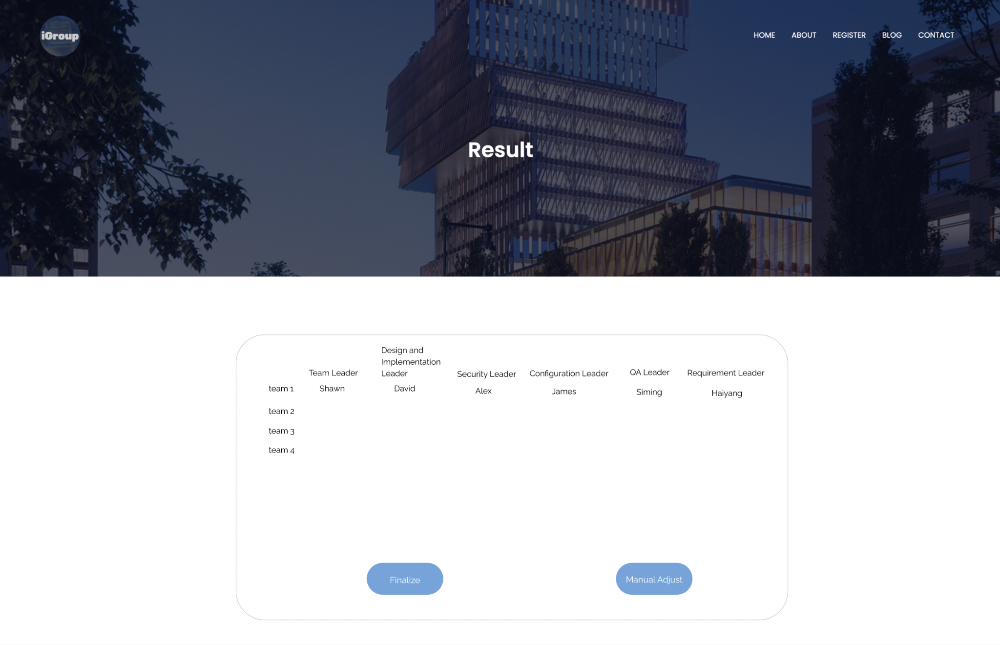 iGroup
HOME ABOUT REGISTER BLOG CONTACT
Result
Design and
Implementation
Team Leader Leader Security Leader Configuration Leader QA Leader Requirement Leader
team 1 Shawn David Alex James Siming Haiyang
team 2
team 3
team 4
Finalize Manual Adjust